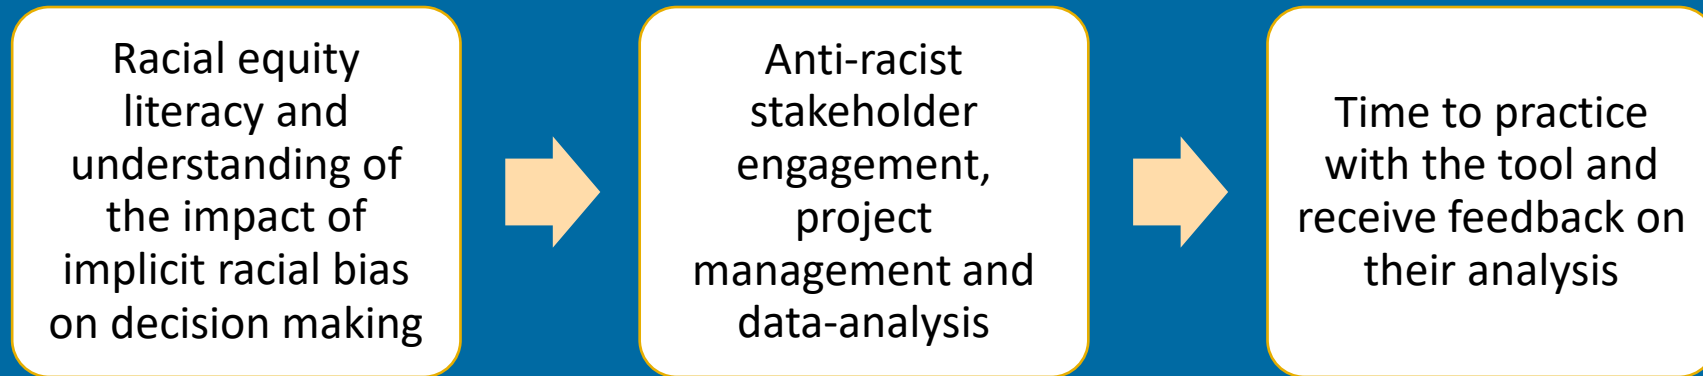 Racial equity
literacy and
understanding of
the impact of
implicit racial bias
on decision making
Anti-racist
stakeholder
engagement,
project
management and
data-analysis
Time to practice
with the tool and
receive feedback on
their analysis